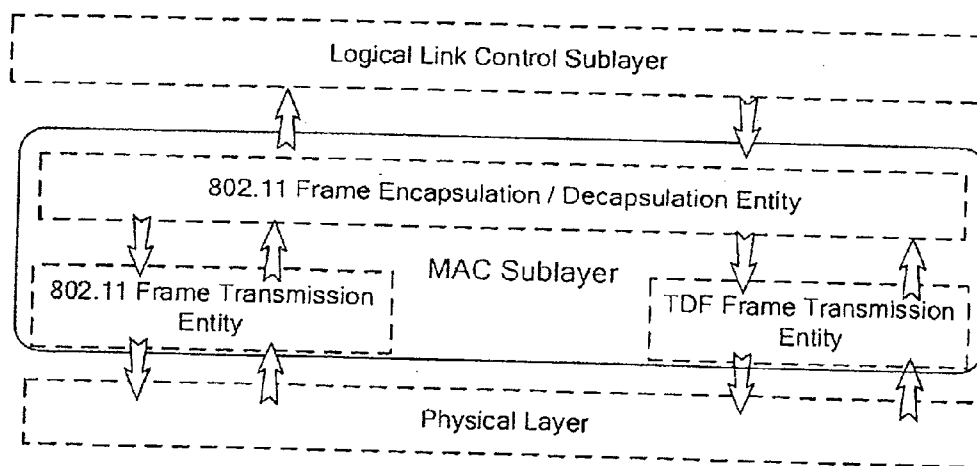 Logical Link Control Sublayer
802.11 Frame Encapsulation / Decapsulation Entity
MAC Sublayer
802.11 Frame Transmission
Entity
TDF Frame Transmission
Entity
Physical Layer